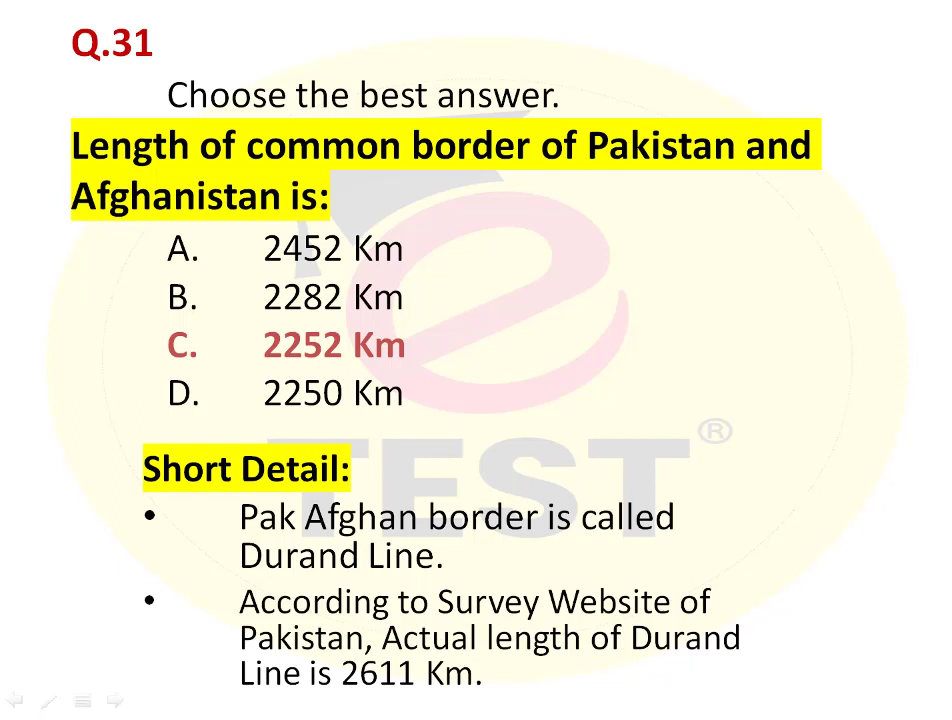 Q.31
Choose the best answer.
Length of common border of Pakistan and
Afghanistan is:
A. 2452 Km
B. 2282 Km
C. 2252 Km
D. 2250 Km
Short Detail:
• Pak Afghan border is called
Durand Line.
• According to Survey Website of
Pakistan, Actual length of Durand
Line is 2611 Km.
e
TEST®